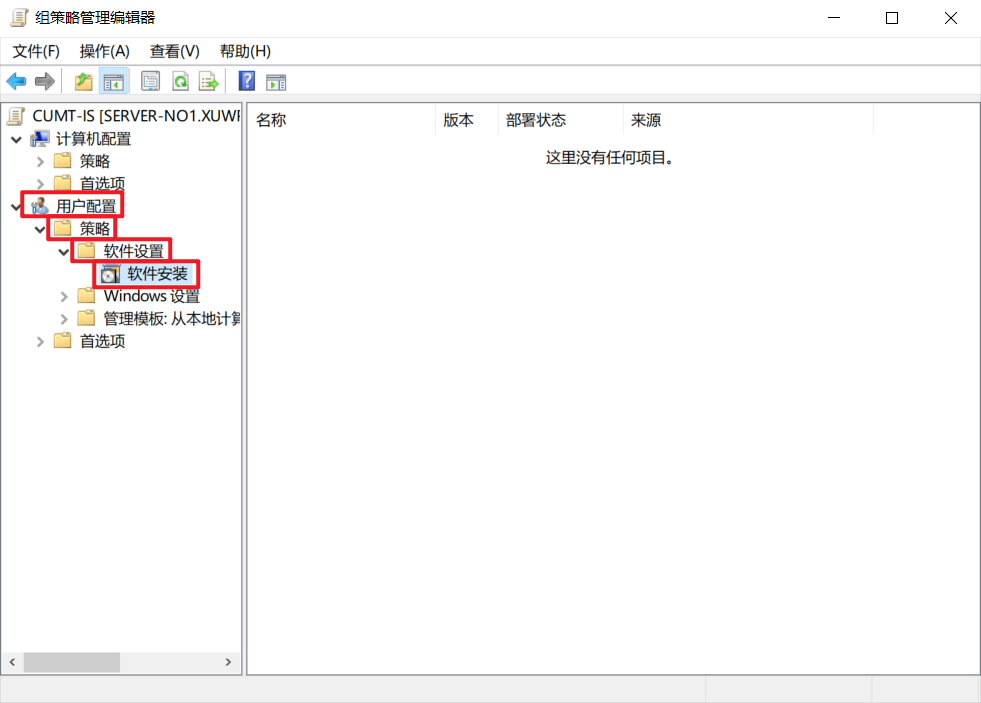 组策略管理编辑器
文件(F) 操作(A) 查看(V) 帮助(H)
CUMT-IS [SERVER-NO1.XUWF
计算机配置
策略
首选项
用户配置
策略
软件设置
软件安装
Windows 设置
管理模板: 从本地计算
首选项
名称 版本 部署状态 来源
这里没有任何项目。